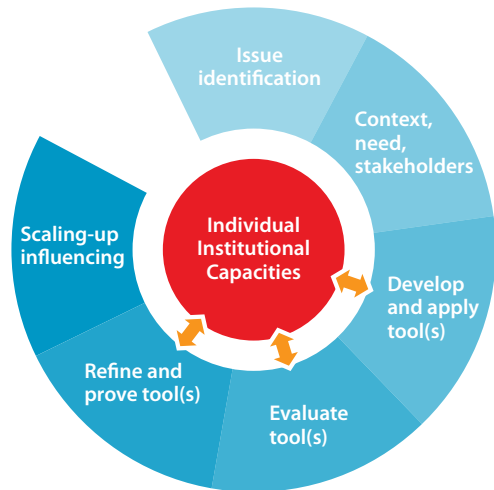 Issue
identification
Context,
need,
stakeholders
Develop
and apply
tool(s)
Evaluate
tool(s)
Refine and
prove tool(s)
Scaling-up
influencing
Individual
Institutional
Capacities